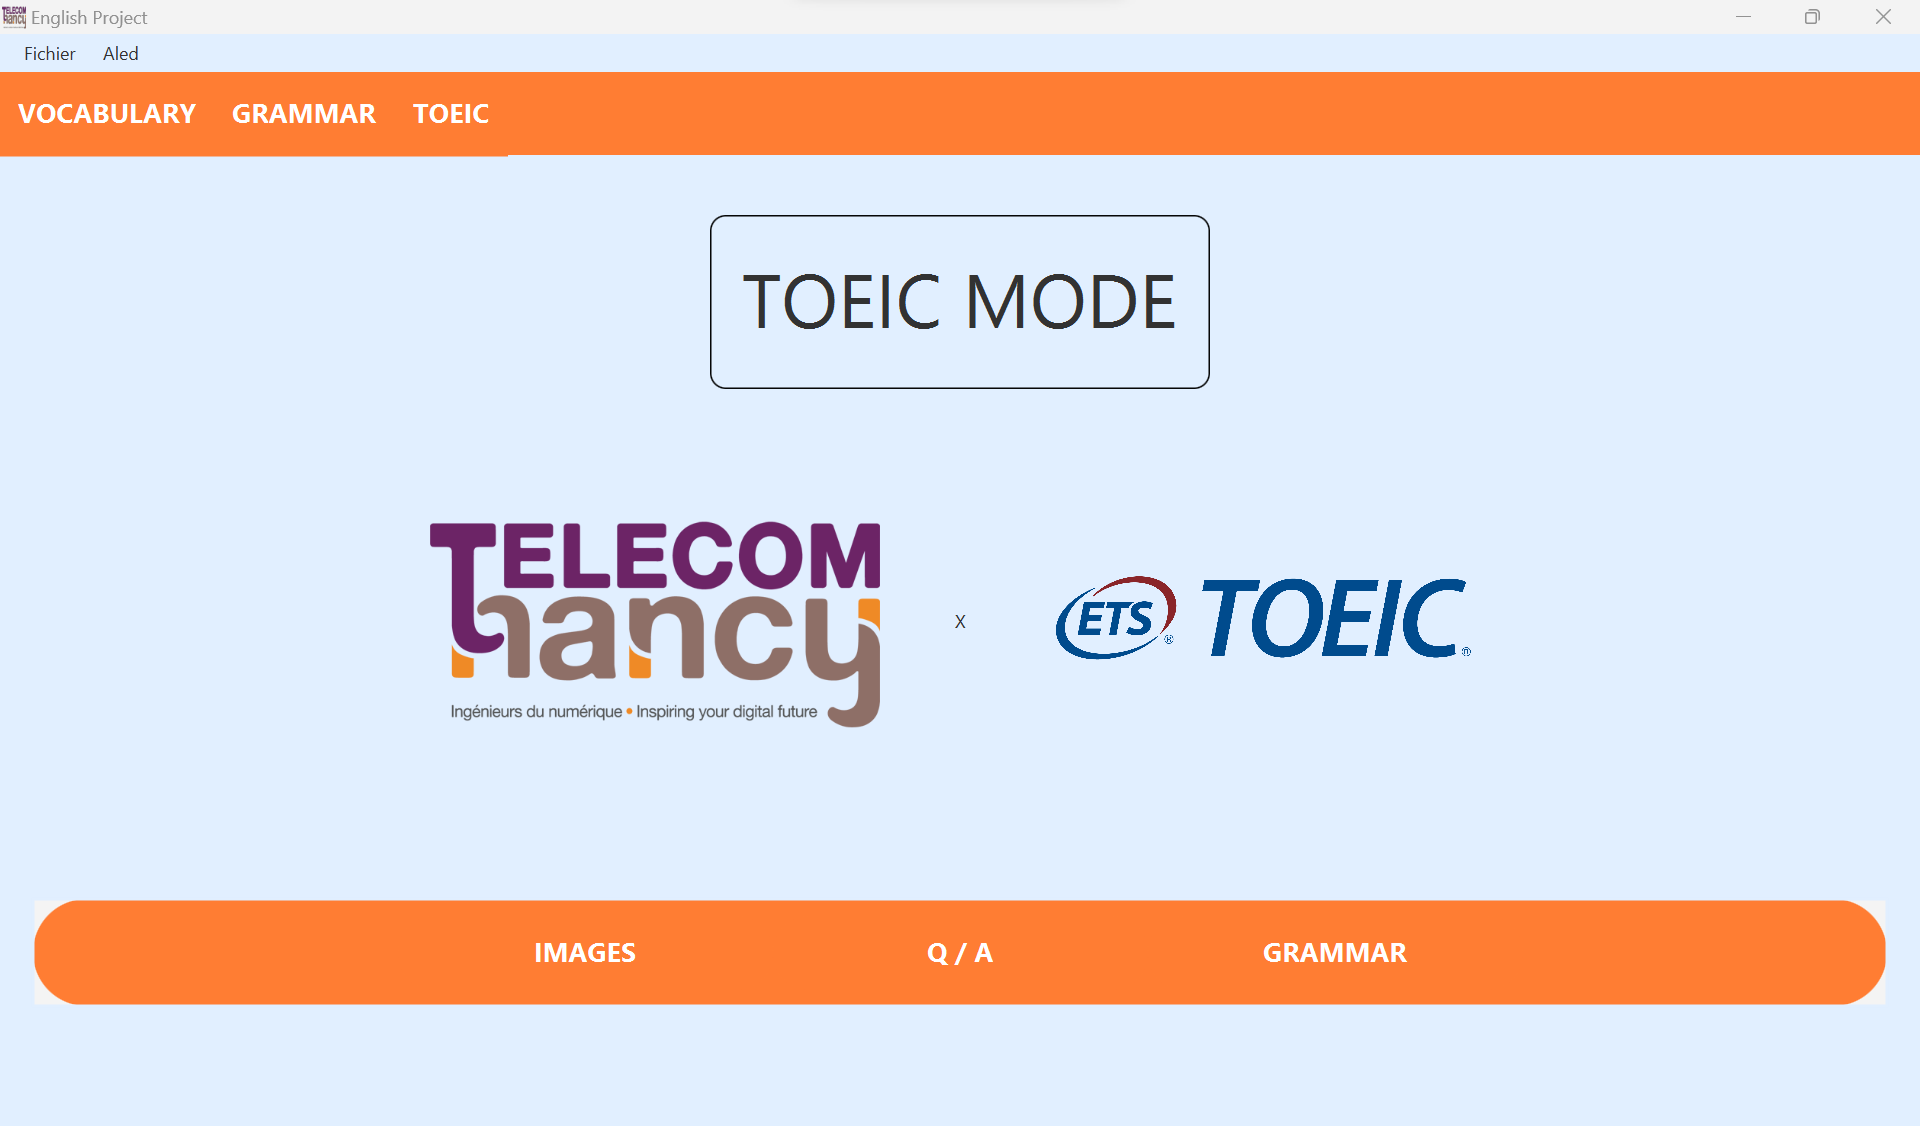 English Project
Fichier Aled
VOCABULARY GRAMMAR TOEIC
TOEIC MODE
TELECOM
nancy
Ingénieurs du numérique • Inspiring your digital future
x
ETS® TOEIC®
IMAGES Q / A GRAMMAR